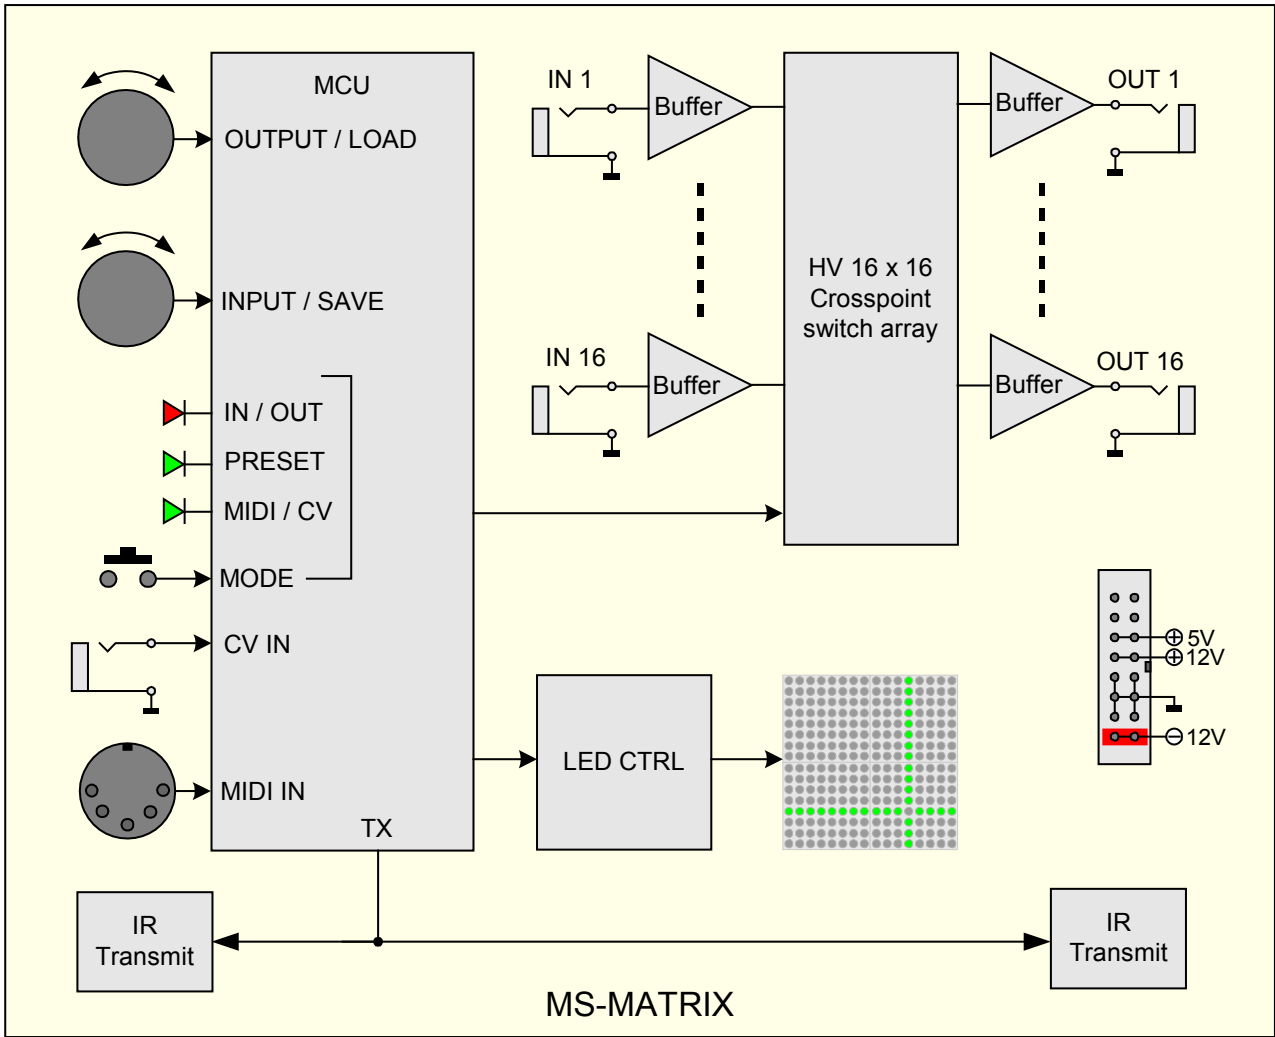 MCU
OUTPUT / LOAD
INPUT / SAVE
IN / OUT
PRESET
MIDI / CV
MODE
CV IN
MIDI IN
TX
IN 1
Buffer
IN 16
Buffer
HV 16 x 16
Crosspoint
switch array
OUT 1
Buffer
OUT 16
Buffer
LED CTRL
5V
12V
12V
IR
Transmit
IR
Transmit
MS-MATRIX